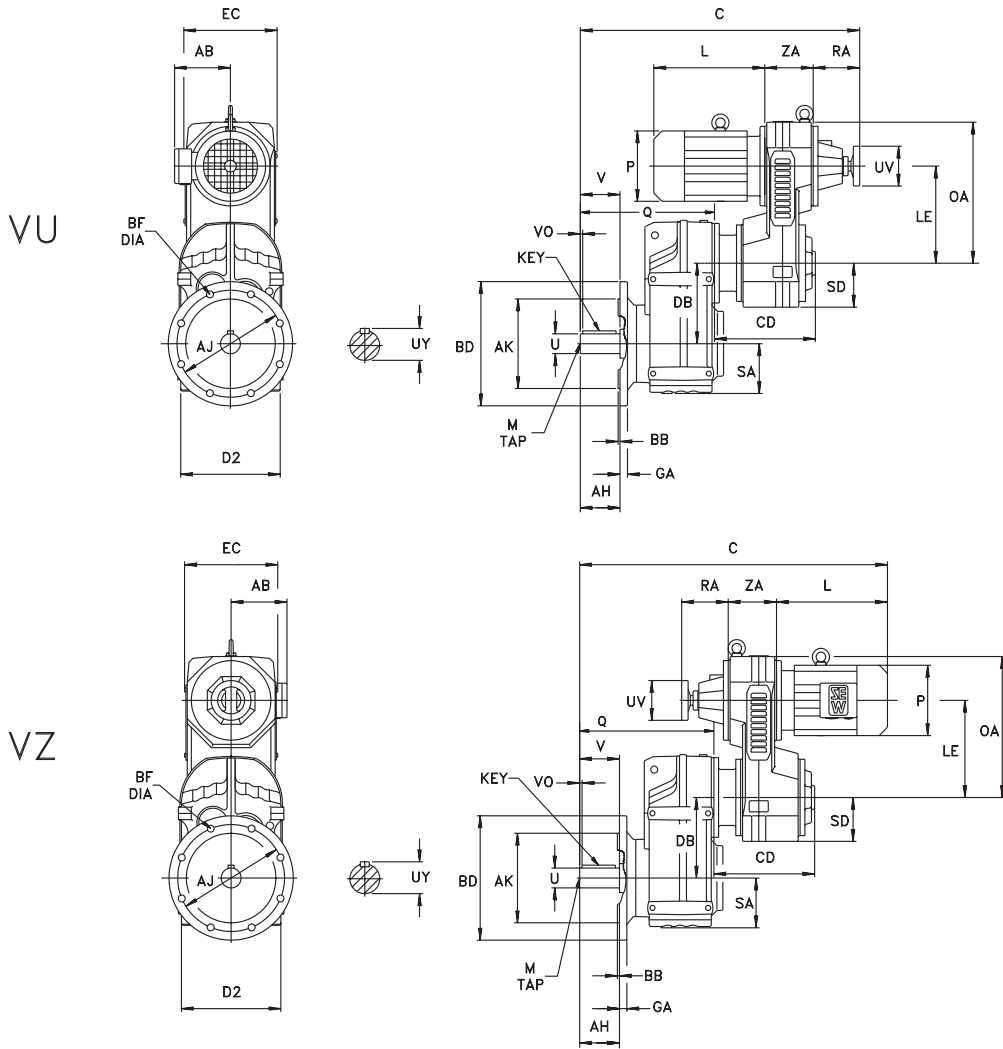 EC
AB
VU
BF
DIA
AJ
UY
D2
C
L
ZA
RA
P
UV
OA
LE
V
Q
VO
KEY
SD
DB
CD
BD
AK
U
SA
M
TAP
BB
GA
AH
EC
AB
VZ
BF
DIA
AJ
UY
D2
C
RA
ZA
L
UV
SEW
P
OA
LE
Q
V
VO
KEY
SD
DB
CD
BD
AK
U
SA
M
TAP
BB
GA
AH